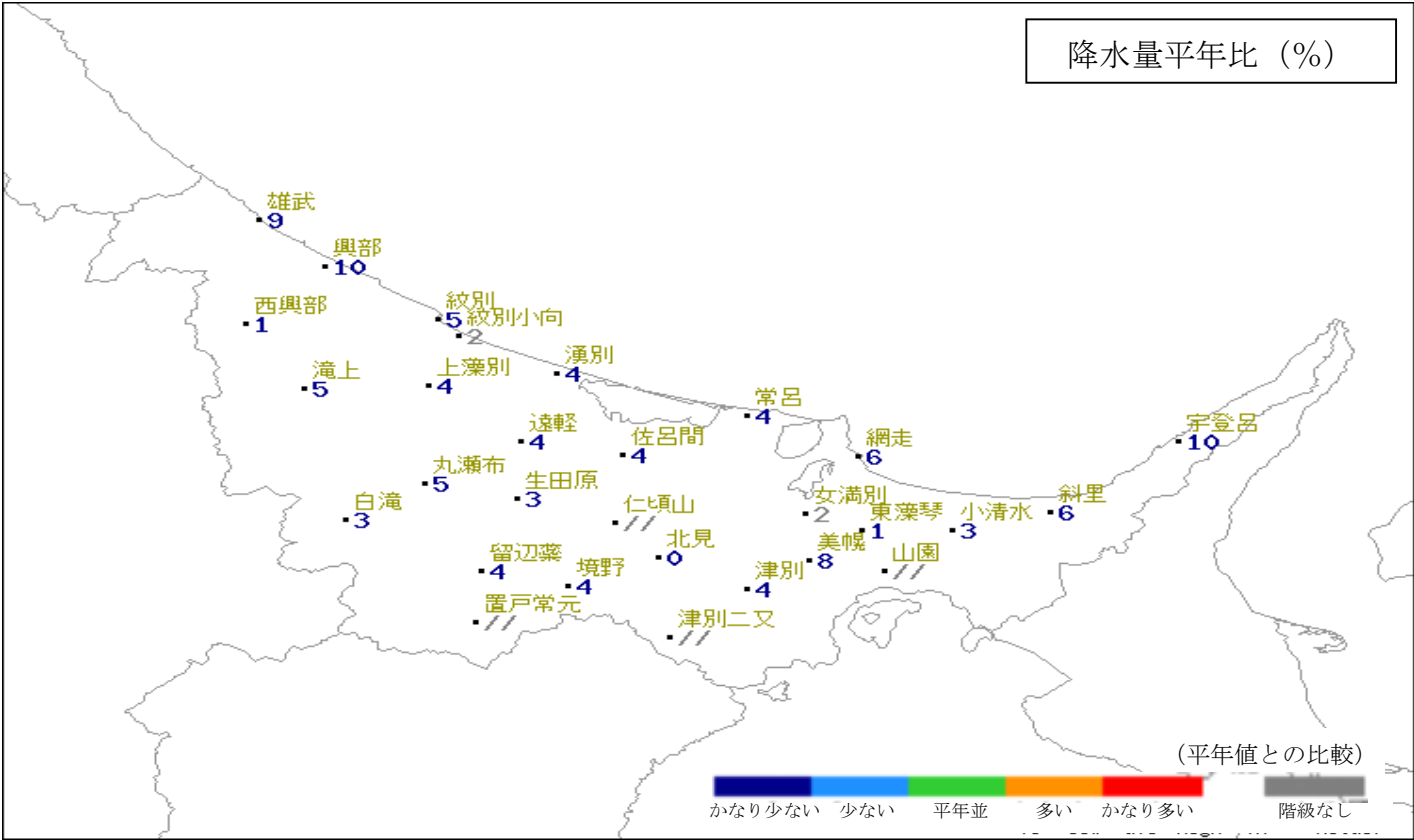 降水量平年比（％）
雄武
9
興部
10
西興部
1
紋別
5
紋別小向
2
滝上
5
上藻別
4
湧別
4
常呂
4
遠軽
4
佐呂間
4
網走
6
宇登呂
10
丸瀬布
5
生田原
3
白滝
3
仁頃山
//
女満別
2
東藻琴
1
小清水
3
斜里
6
北見
0
美幌
8
山園
//
留辺蘂
4
境野
4
津別
4
置戸常元
//
津別二又
//
（平年値との比較）
かなり少ない 少ない 平年並 多い かなり多い 階級なし